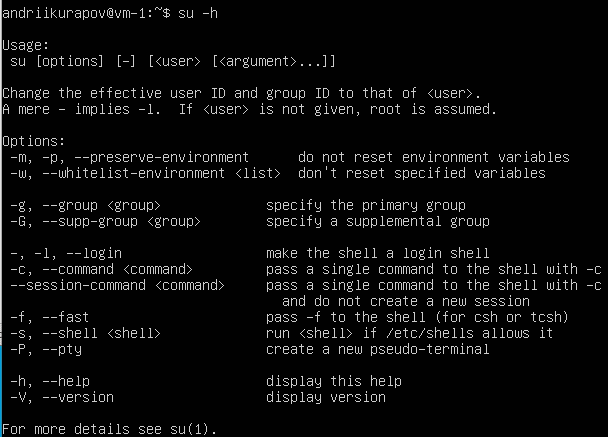 andriikurapov@vm-1:~$ su -h
Usage:
su [options] [-] [<user> [<argument>...]]
Change the effective user ID and group ID to that of <user>.
A mere - implies -l.  If <user> is not given, root is assumed.
Options:
-m, -p, --preserve-environment      do not reset environment variables
-w, --whitelist-environment <list>  don't reset specified variables
-g, --group <group>             specify the primary group
-G, --supp-group <group>        specify a supplemental group
-, -l, --login                  make the shell a login shell
-c, --command <command>         pass a single command to the shell with -c
--session-command <command>     pass a single command to the shell with -c
and do not create a new session
-f, --fast                      pass -f to the shell (for csh or tcsh)
-s, --shell <shell>             run <shell> if /etc/shells allows it
-P, --pty                       create a new pseudo-terminal
-h, --help                      display this help
-V, --version                   display version
For more details see su(1).